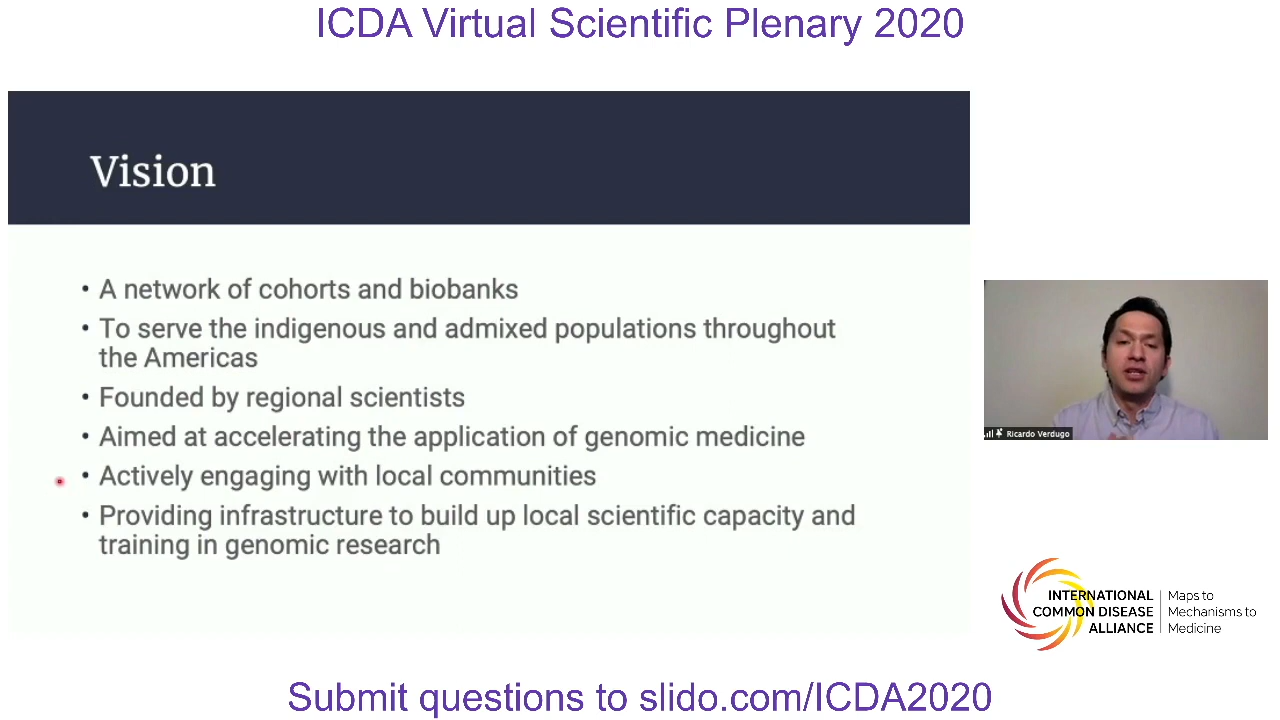 ICDA Virtual Scientific Plenary 2020
Vision
• A network of cohorts and biobanks
• To serve the indigenous and admixed populations throughout
the Americas
• Founded by regional scientists
• Aimed at accelerating the application of genomic medicine
• Actively engaging with local communities
• Providing infrastructure to build up local scientific capacity and
training in genomic research
Ricardo Verdugo
INTERNATIONAL
COMMON DISEASE
ALLIANCE
Maps to
Mechanisms to
Medicine
Submit questions to slido.com/ICDA2020